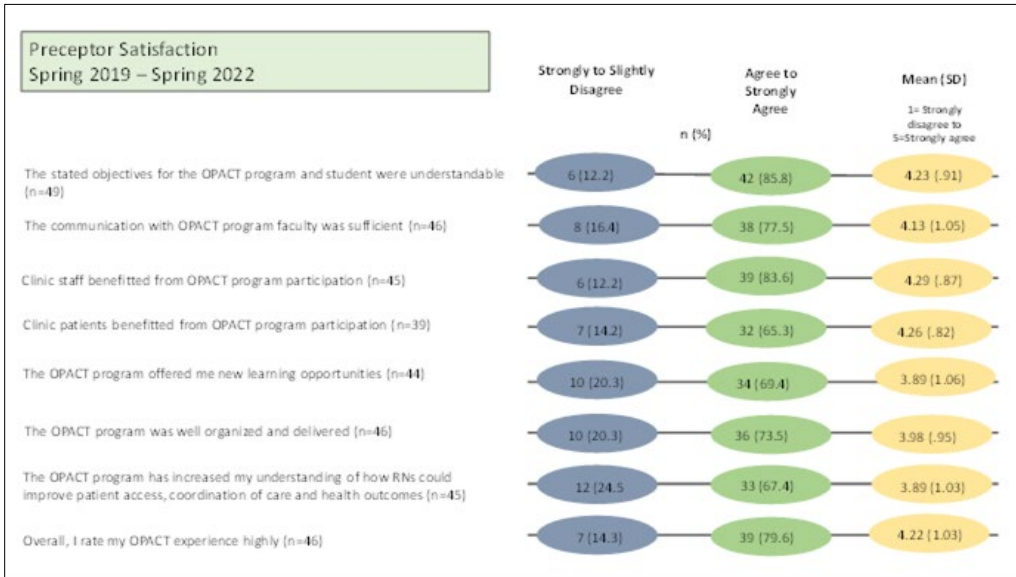 Preceptor Satisfaction
Spring 2019 – Spring 2022
Strongly to Slightly
Disagree
Agree to
Strongly
Agree
Mean (SD)
n (%)
1= Strongly
disagree to
5=Strongly agree
The stated objectives for the OPACT program and student were understandable
(n=49)
6 (12.2)
42 (85.8)
4.23 (.91)
The communication with OPACT program faculty was sufficient (n=46)
8 (16.4)
38 (77.5)
4.13 (1.05)
Clinic staff benefitted from OPACT program participation (n=45)
6 (12.2)
39 (83.6)
4.29 (.87)
Clinic patients benefitted from OPACT program participation (n=39)
7 (14.2)
32 (65.3)
4.26 (.82)
The OPACT program offered me new learning opportunities (n=44)
10 (20.3)
34 (69.4)
3.89 (1.06)
The OPACT program was well organized and delivered (n=46)
10 (20.3)
36 (73.5)
3.98 (.95)
The OPACT program has increased my understanding of how RNs could
improve patient access, coordination of care and health outcomes (n=45)
12 (24.5
33 (67.4)
3.89 (1.03)
Overall, I rate my OPACT experience highly (n=46)
7 (14.3)
39 (79.6)
4.22 (1.03)